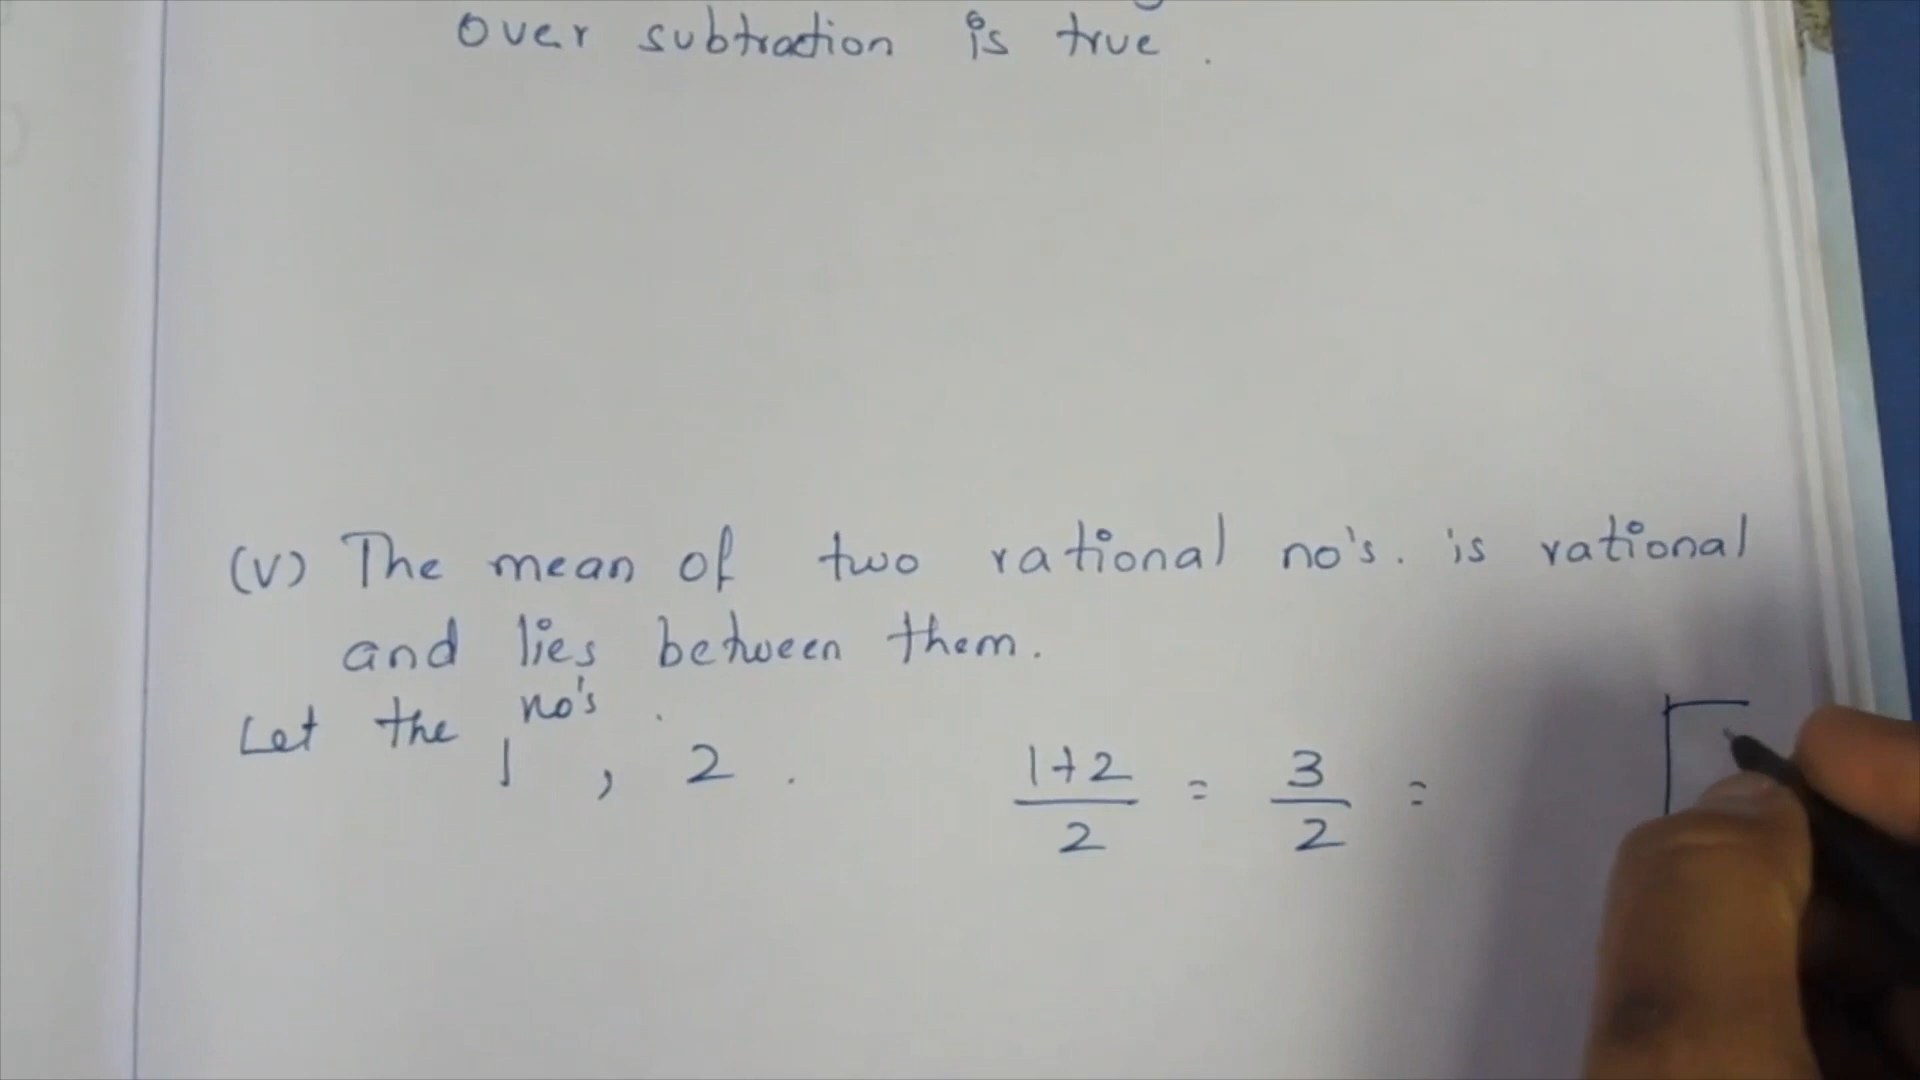 over subtraction is true.
(v) The mean of two rational no's. is rational
and lies between them.
Let the no's.
1 , 2 .
1+2/2 = 3/2 =